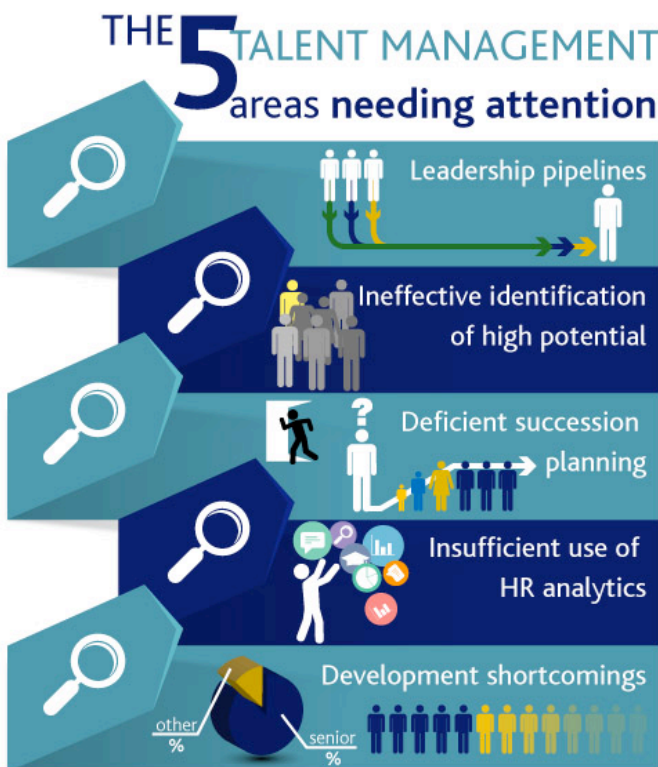 THE 5 TALENT MANAGEMENT
areas needing attention
Leadership pipelines
Ineffective identification
of high potential
?
Deficient succession
planning
Insufficient use of
HR analytics
Development shortcomings
other
%
senior
%